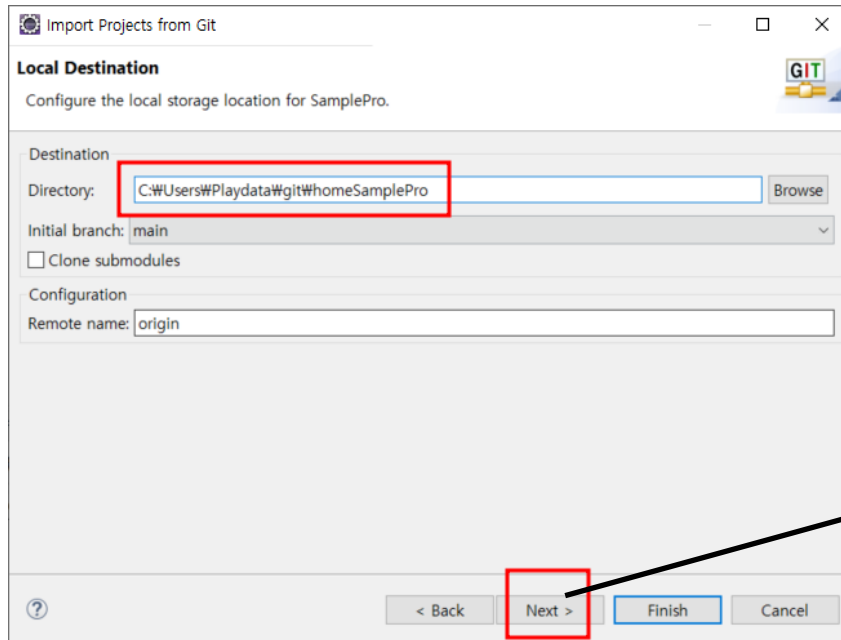 Import Projects from Git
Local Destination
GIT
Configure the local storage location for SamplePro.
Destination
Directory: C:₩Users₩Playdata₩git₩homeSamplePro Browse
Initial branch: main
Clone submodules
Configuration
Remote name: origin
? < Back Next > Finish Cancel